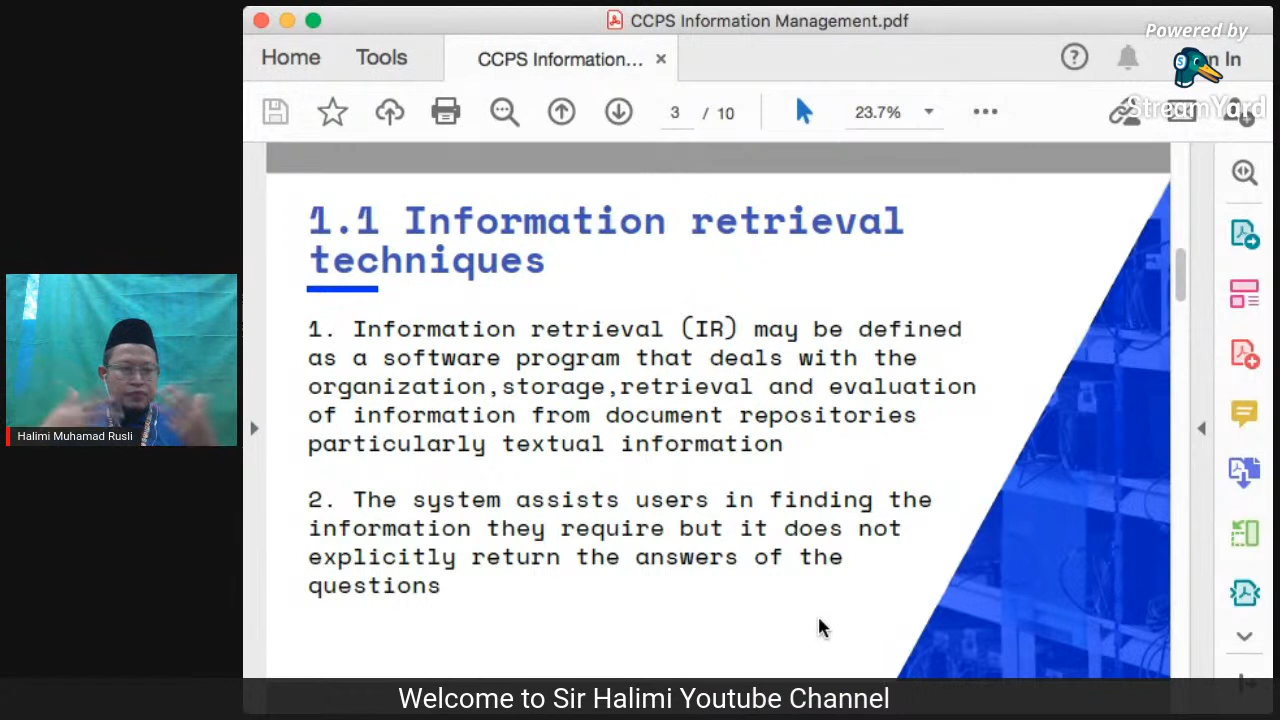 CCPS Information Management.pdf
Powered by
Home
Tools
CCPS Information... ×
n In
3 / 10
23.7%
StreamYard
1.1 Information retrieval
techniques
1. Information retrieval (IR) may be defined
as a software program that deals with the
organization,storage,retrieval and evaluation
of information from document repositories
particularly textual information
2. The system assists users in finding the
information they require but it does not
explicitly return the answers of the
questions
Halimi Muhamad Rusli
Welcome to Sir Halimi Youtube Channel